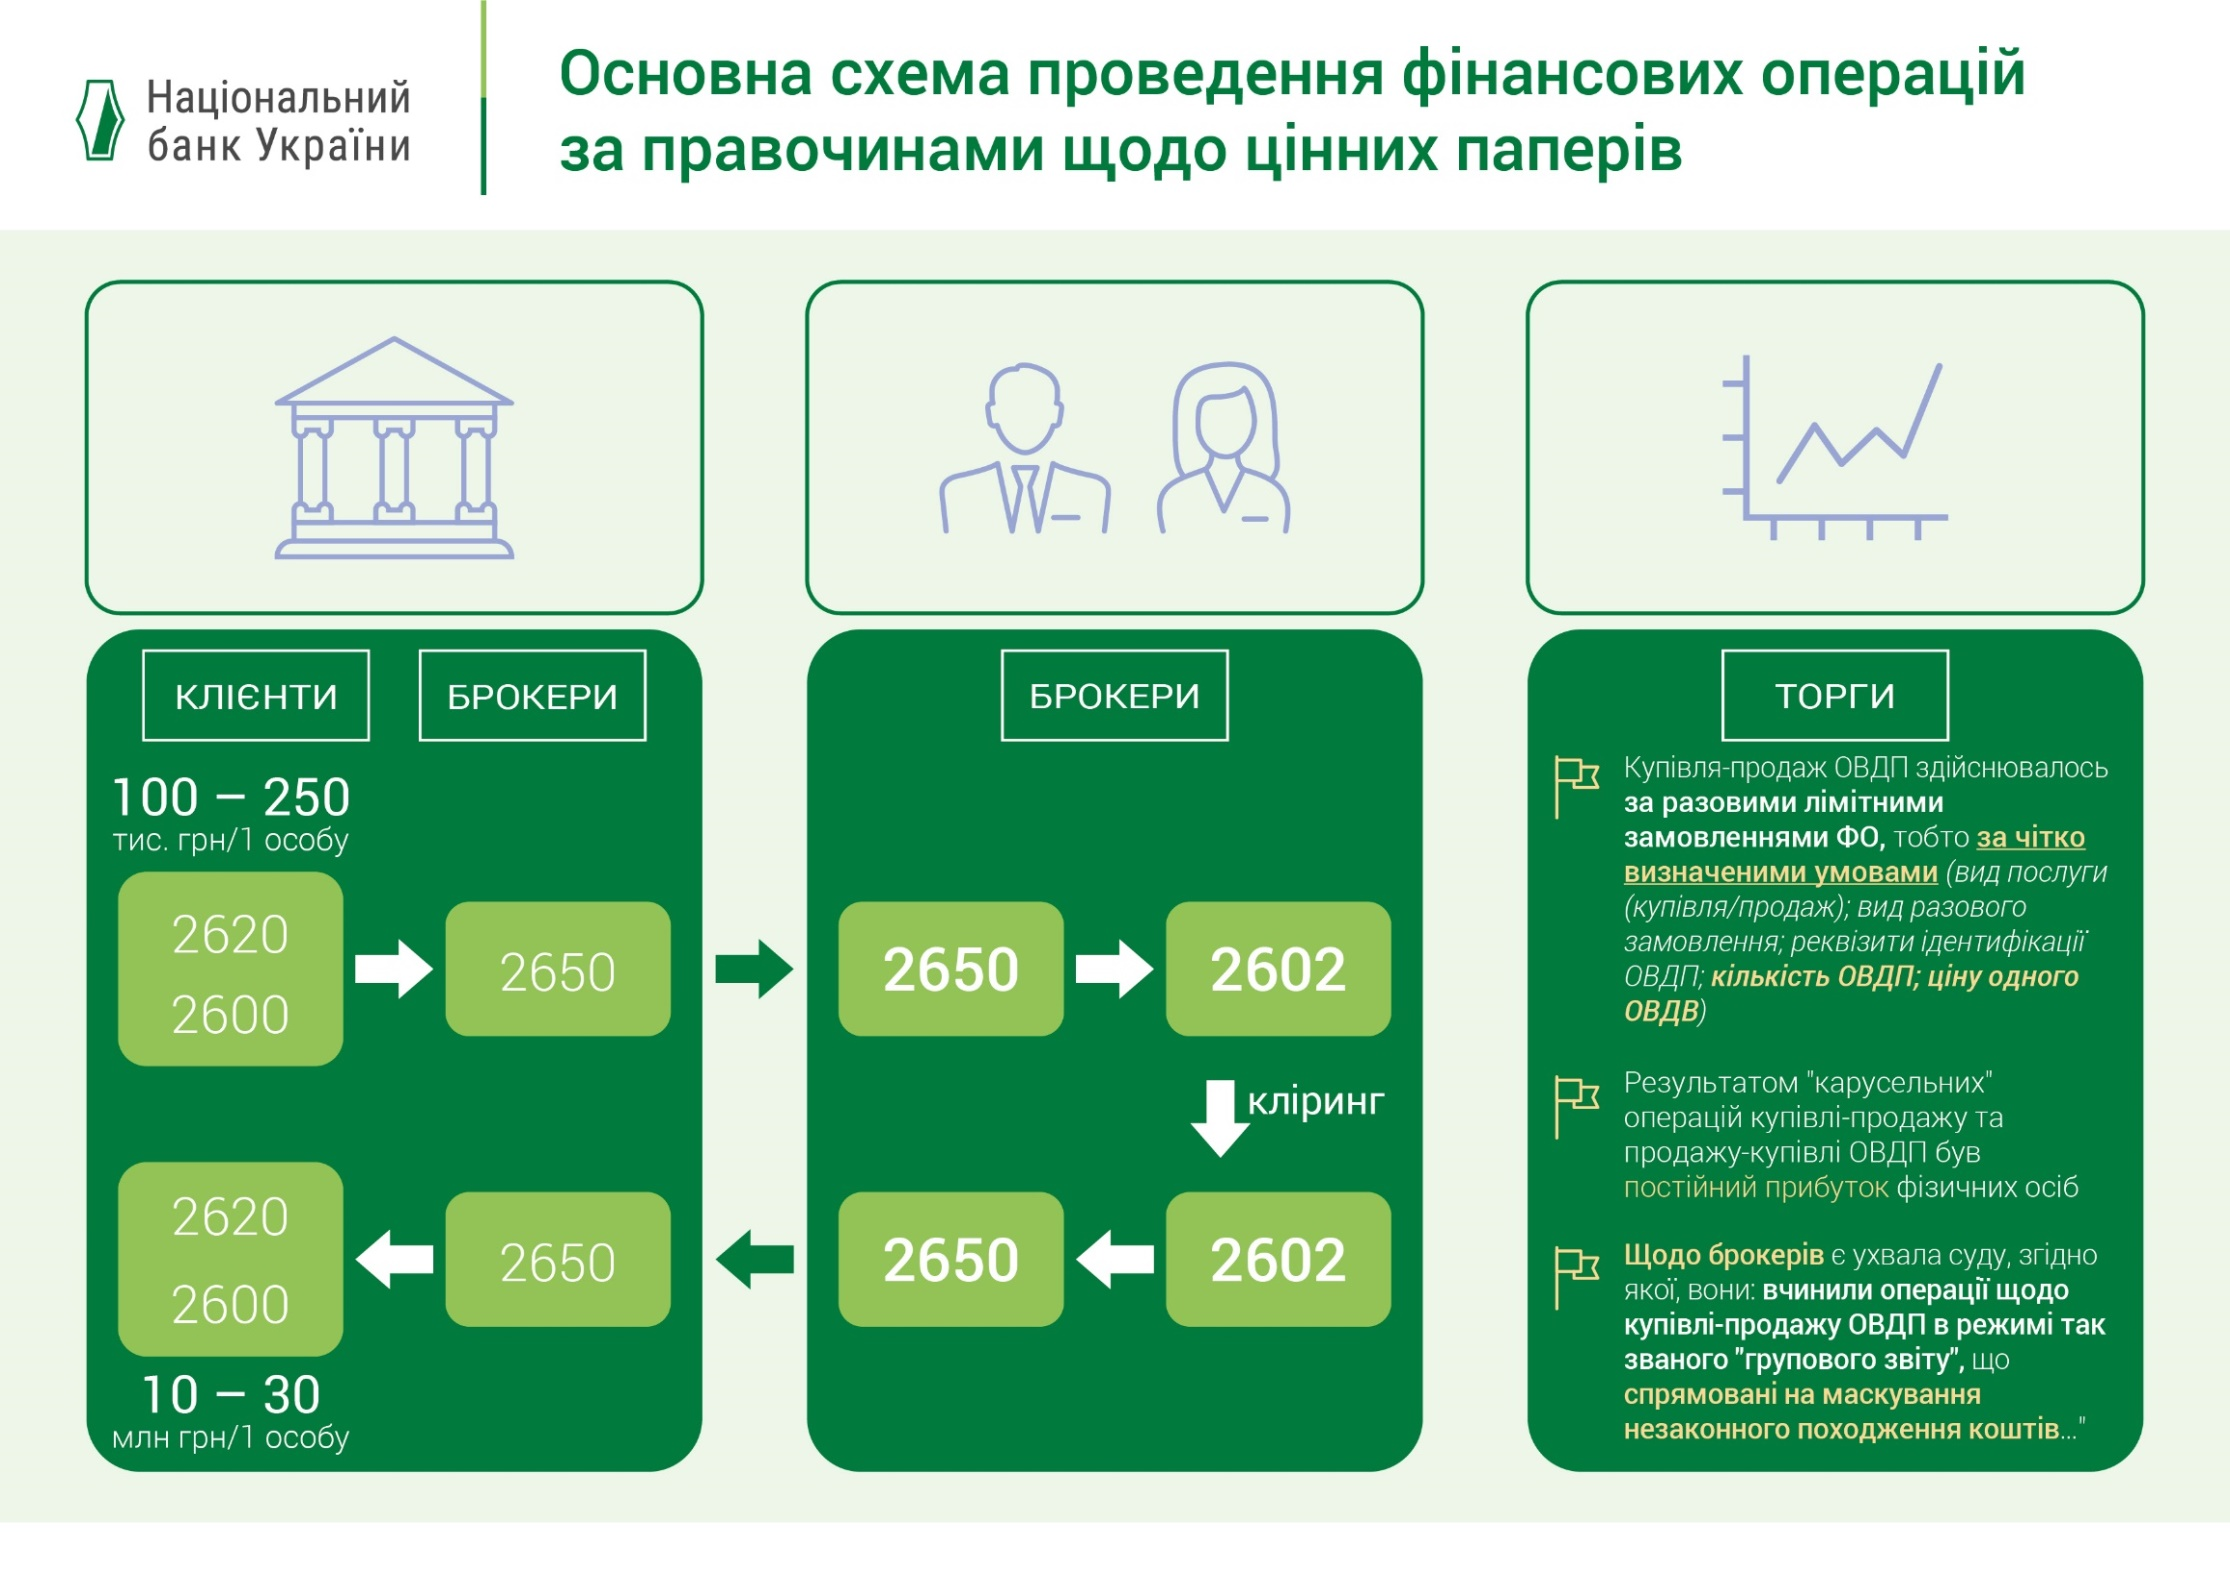 Національний
банк України
Основна схема проведення фінансових операцій
за правочинами щодо цінних паперів
КЛІЄНТИ
БРОКЕРИ
100 – 250
тис. грн/1 особу
2620
2600
2650
2620
2600
2650
10 – 30
млн грн/1 особу
БРОКЕРИ
2650
2602
кліринг
2650
2602
ТОРГИ
Купівля-продаж ОВДП здійснювалось
за разовими лімітними
замовленнями ФО, тобто за чітко
визначеними умовами (вид послуги
(купівля/продаж); вид разового
замовлення; реквізити ідентифікації
ОВДП; кількість ОВДП; ціну одного
ОВДВ)
Результатом "карусельних"
операцій купівлі-продажу та
продажу-купівлі ОВДП був
постійний прибуток фізичних осіб
Щодо брокерів є ухвала суду, згідно
якої, вони: вчинили операції щодо
купівлі-продажу ОВДП в режимі так
званого "групового звіту", що
спрямовані на маскування
незаконного походження коштів..."